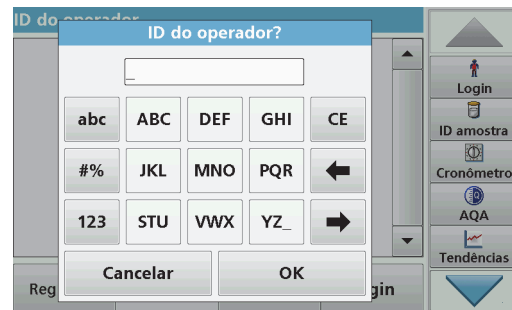 ID do operador
ID do operador?
_
abc ABC DEF GHI CE
#% JKL MNO PQR
123 STU VWX YZ_
Cancelar OK
Reg gin
Login
ID amostra
Cronômetro
AQA
Tendências